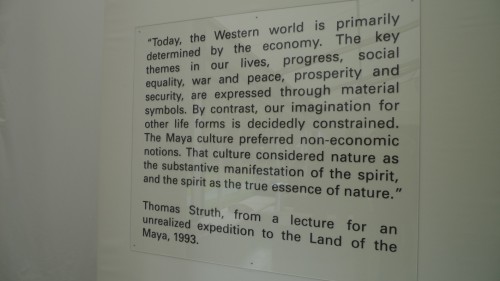 “Today, the Western world is primarily
determined by the economy. The key
themes in our lives, progress, social
equality, war and peace, prosperity and
security, are expressed through material
symbols. By contrast, our imagination for
other life forms is decidedly constrained.
The Maya culture preferred non-economic
notions. That culture considered nature as
the substantive manifestation of the spirit,
and the spirit as the true essence of nature.”
Thomas Struth, from a lecture for an
unrealized expedition to the Land of the
Maya, 1993.